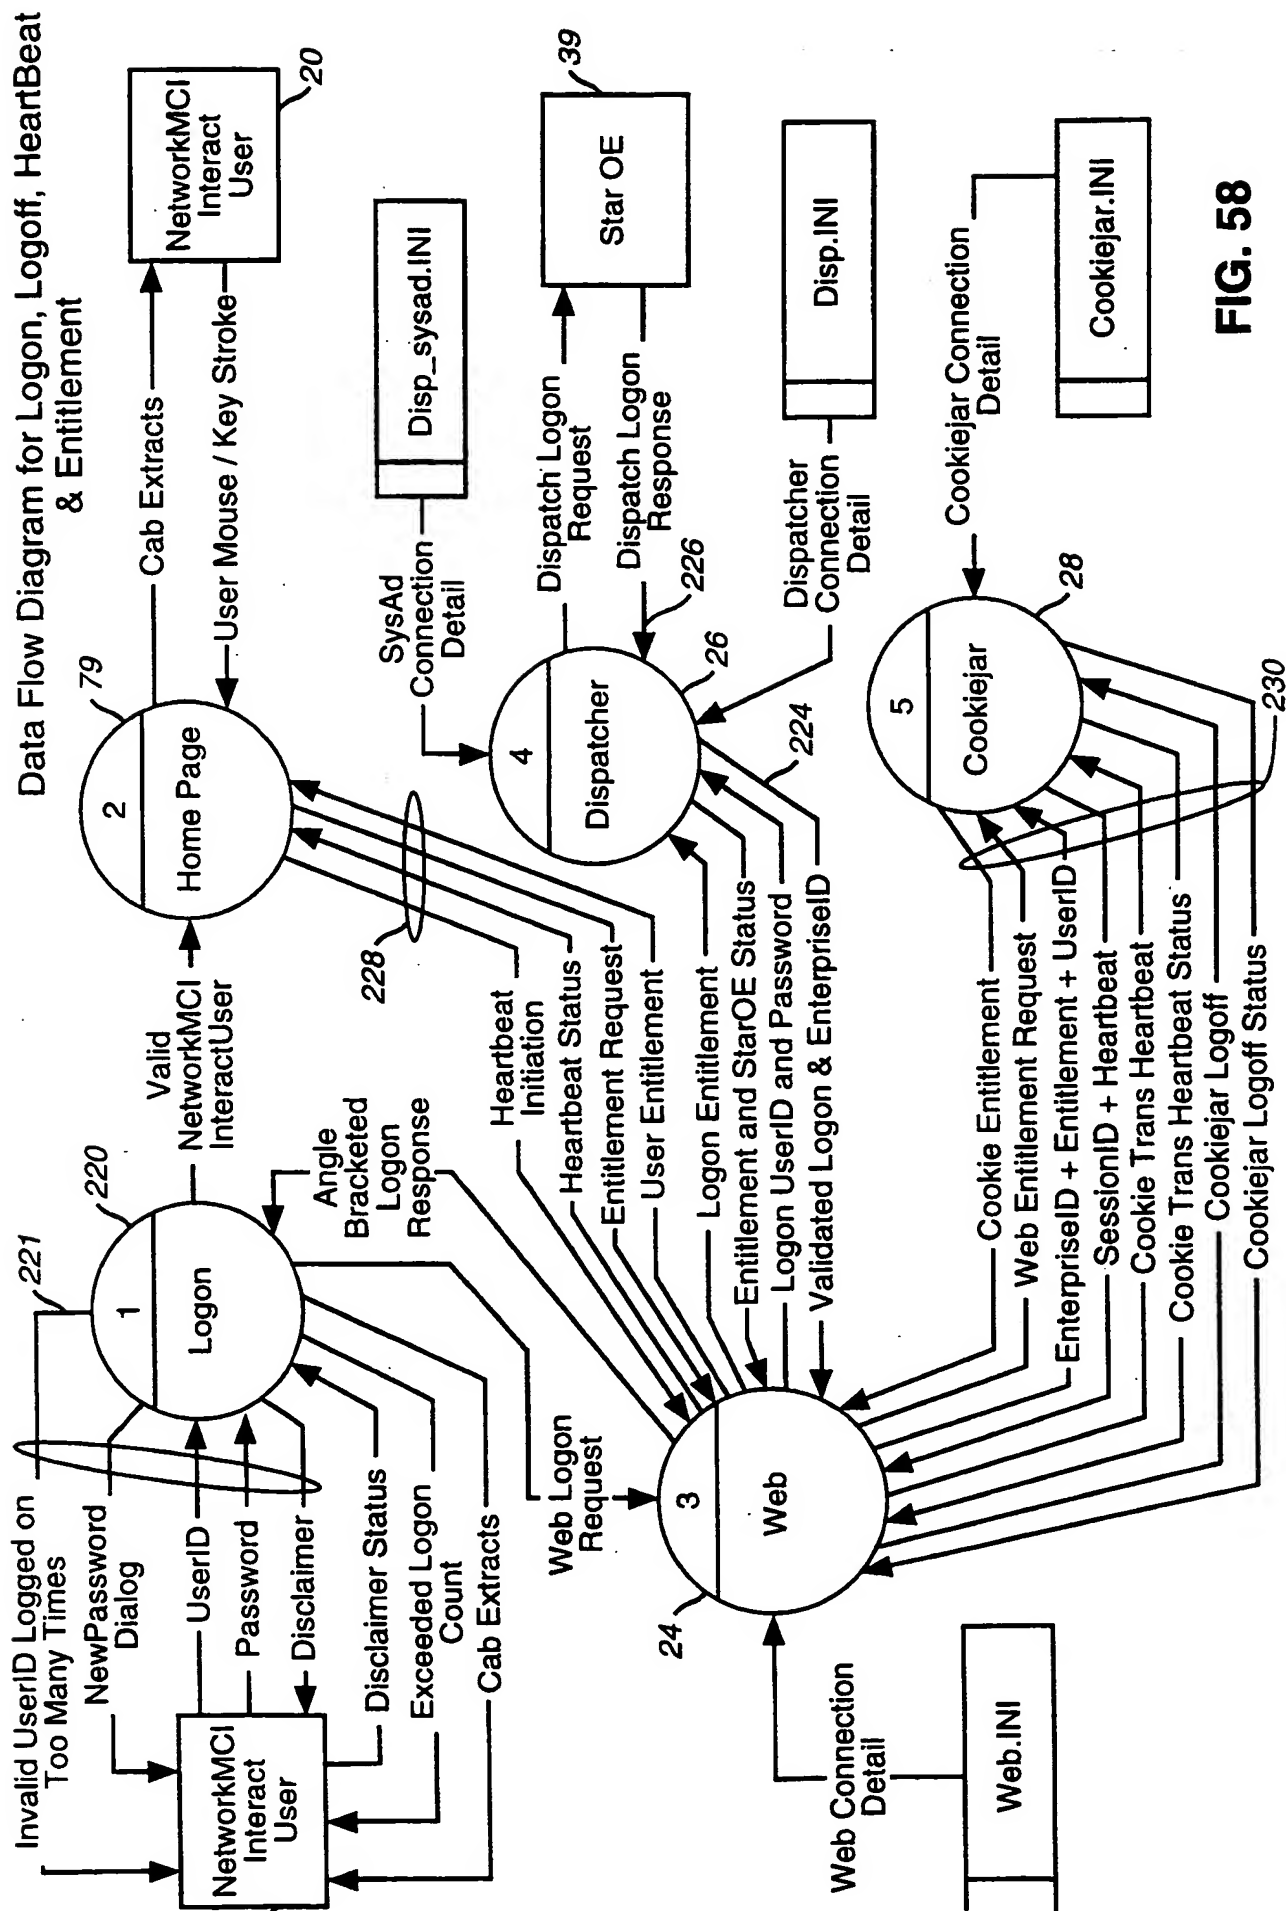 Data Flow Diagram for Logon, Logoff, HeartBeat
& Entitlement
Invalid UserID Logged on
Too Many Times
221
NewPassword
Dialog
UserID
Password
Disclaimer
Disclaimer Status
Exceeded Logon
Count
Cab Extracts
NetworkMCI
Interact
User
220
1
Logon
Valid
NetworkMCI
InteractUser
79
2
Home Page
Cab Extracts
User Mouse / Key Stroke
NetworkMCI
Interact
User
20
Angle
Bracketed
Logon
Response
Web Logon
Request
228
Heartbeat
Initiation
Heartbeat Status
Entitlement Request
User Entitlement
SysAd
Connection
Detail
Disp_sysad.INI
4
Dispatcher
26
226
224
Dispatch Logon
Request
Dispatch Logon
Response
Star OE
39
Dispatcher
Connection
Detail
Disp.INI
Logon Entitlement
Entitlement and StarOE Status
Logon UserID and Password
Validated Logon & EnterpriseID
24
3
Web
Web Connection
Detail
Web.INI
Cookie Entitlement
Web Entitlement Request
EnterpriseID + Entitlement + UserID
SessionID + Heartbeat
Cookie Trans Heartbeat
Cookie Trans Heartbeat Status
Cookiejar Logoff
Cookiejar Logoff Status
5
Cookiejar
28
230
Cookiejar Connection
Detail
Cookiejar.INI
FIG. 58